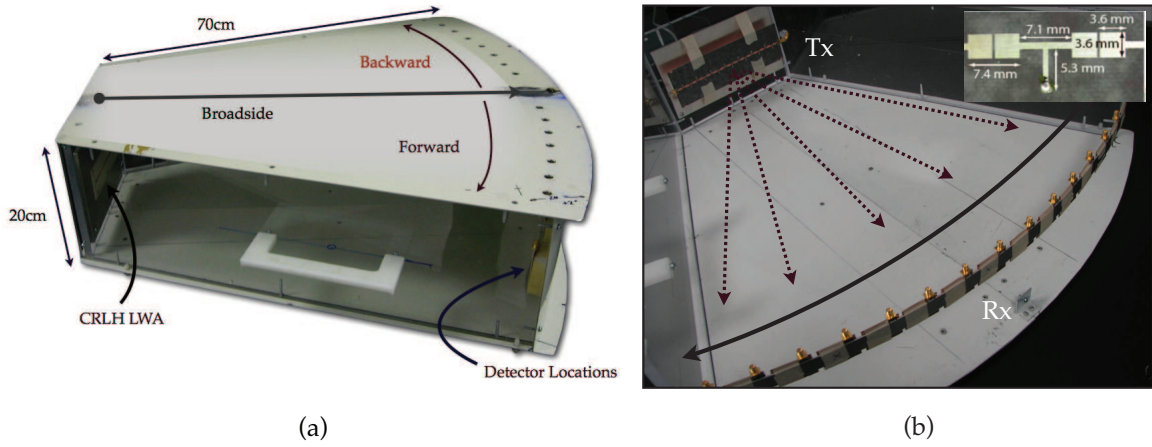 70cm
Backward
Broadside
Forward
20cm
CRLH LWA
Detector Locations
(a)
Tx
3.6 mm
7.1 mm
3.6 mm
7.4 mm
5.3 mm
Rx
(b)